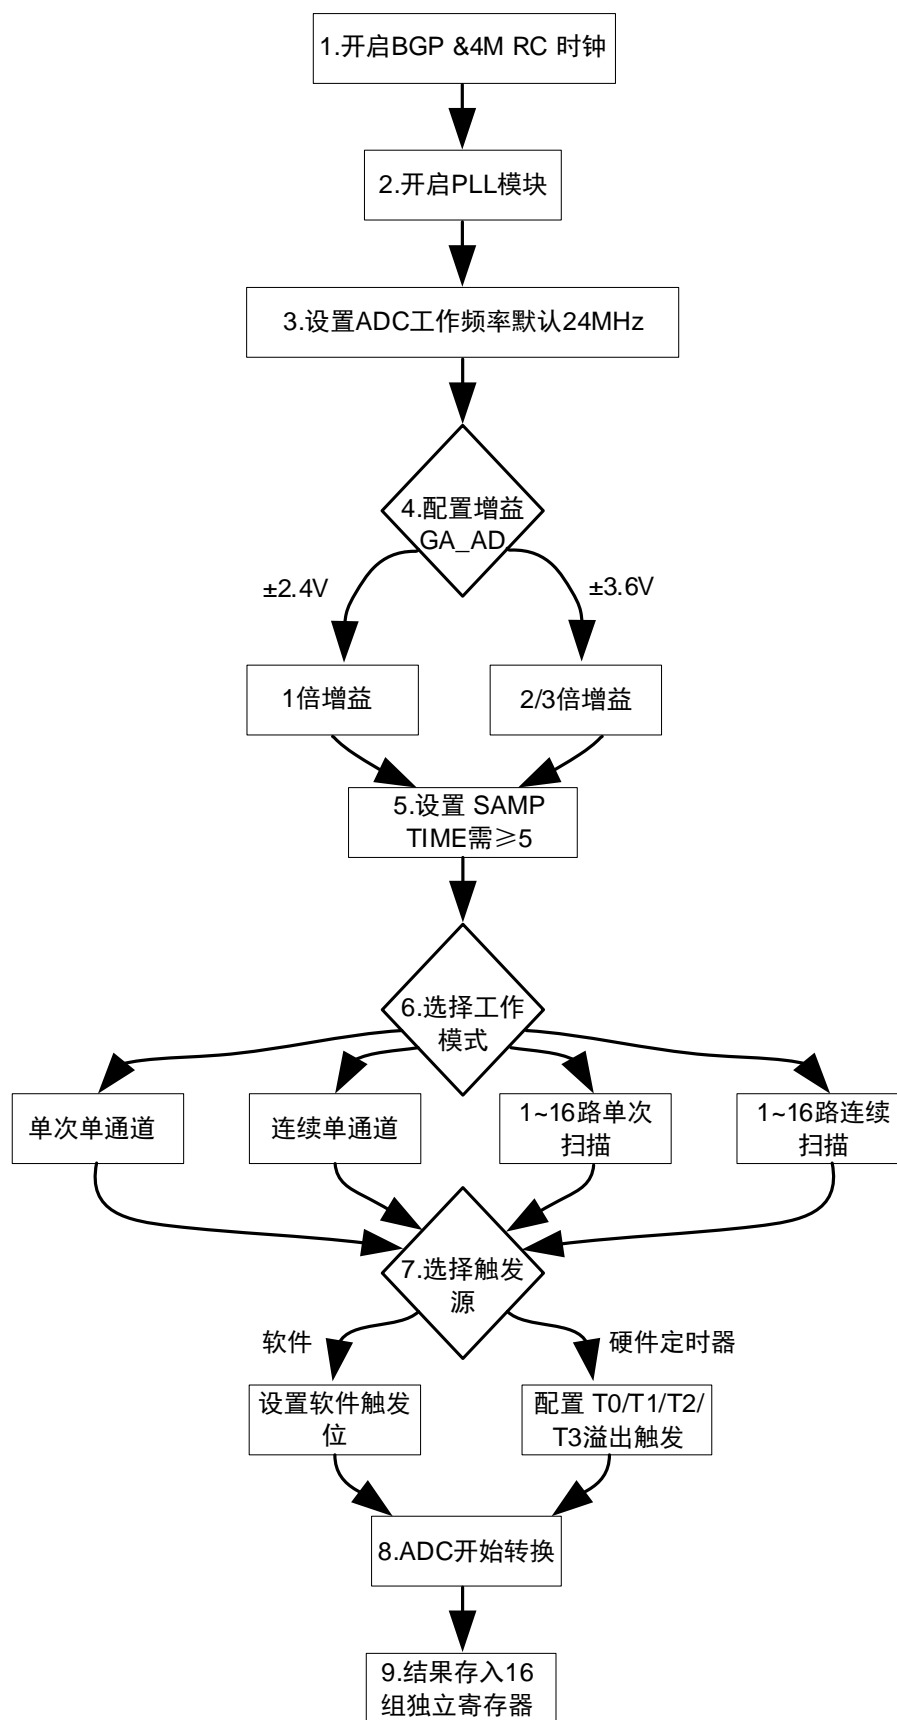 1.开启BGP &4M RC 时钟
2.开启PLL模块
3.设置ADC工作频率默认24MHz
4.配置增益
GA_AD
±2.4V
±3.6V
1倍增益
2/3倍增益
5.设置 SAMP
TIME需≥5
6.选择工作
模式
单次单通道
连续单通道
1~16路单次
扫描
1~16路连续
扫描
7.选择触发
源
软件
硬件定时器
设置软件触发
位
配置 T0/T1/T2/
T3溢出触发
8.ADC开始转换
9.结果存入16
组独立寄存器